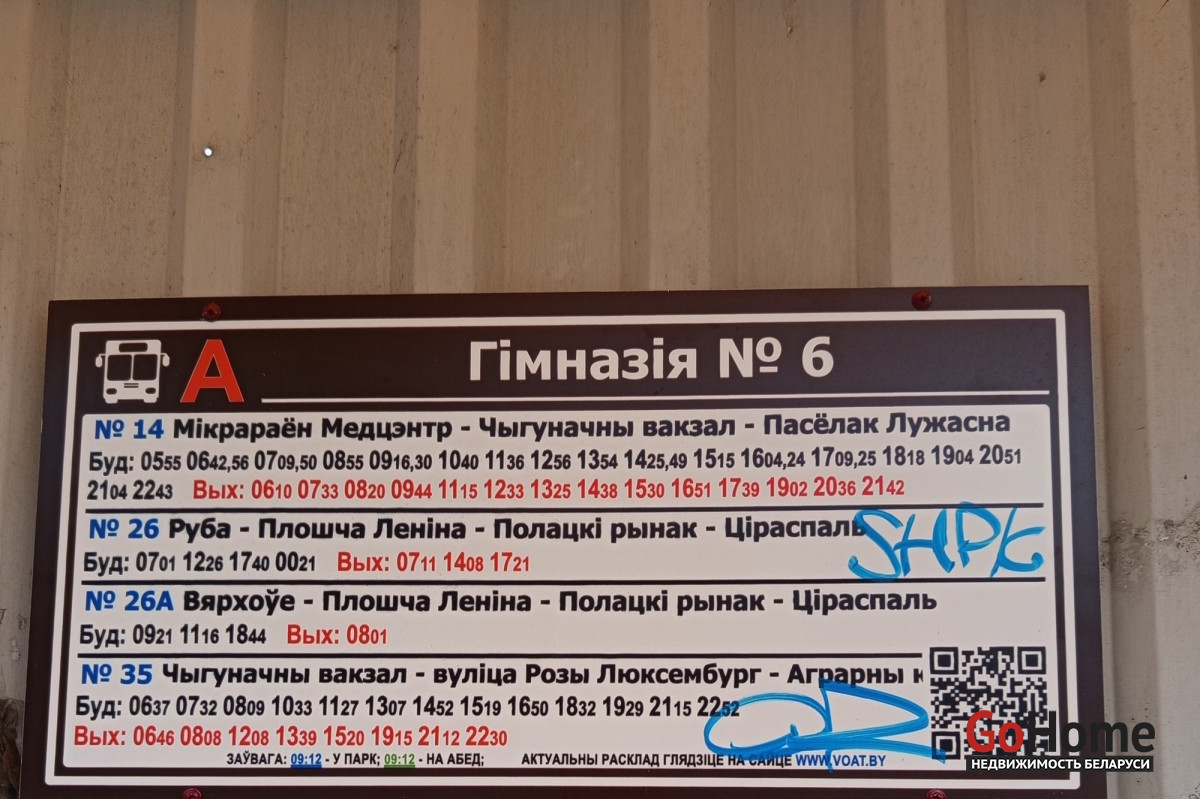 А Гімназія № 6
№ 14 Мікрараён Медцэнтр - Чыгуначны вакзал - Пасёлак Лужасна
Буд: 0555 0642,56 0709,50 0855 0916,30 1040 1136 1256 1354 1425,49 1515 1604,24 1709,25 1818 1904 2051
2104 2243 Вых: 0610 0733 0820 0944 1115 1233 1325 1438 1530 1651 1739 1902 2036 2142
№ 26 Руба - Плошча Леніна - Полацкі рынак - Ціраспаль
Буд: 0701 1226 1740 0021 Вых: 0711 1408 1721
№ 26А Вярхоўе - Плошча Леніна - Полацкі рынак - Ціраспаль
Буд: 0921 1116 1844 Вых: 0801
№ 35 Чыгуначны вакзал - вуліца Розы Люксембург - Аграрны к
Буд: 0637 0732 0809 1033 1127 1307 1452 1519 1650 1832 1929 2115 2252
Вых: 0646 0808 1208 1339 1520 1915 2112 2230
ЗАЎВАГА: 09:12 - У ПАРК; 09:12 - НА АБЕД; АКТУАЛЬНЫ РАСКЛАД ГЛЯДЗІЦЕ НА САЙЦЕ WWW.VOAT.BY
GoHome
НЕДВИЖИМОСТЬ БЕЛАРУСИ